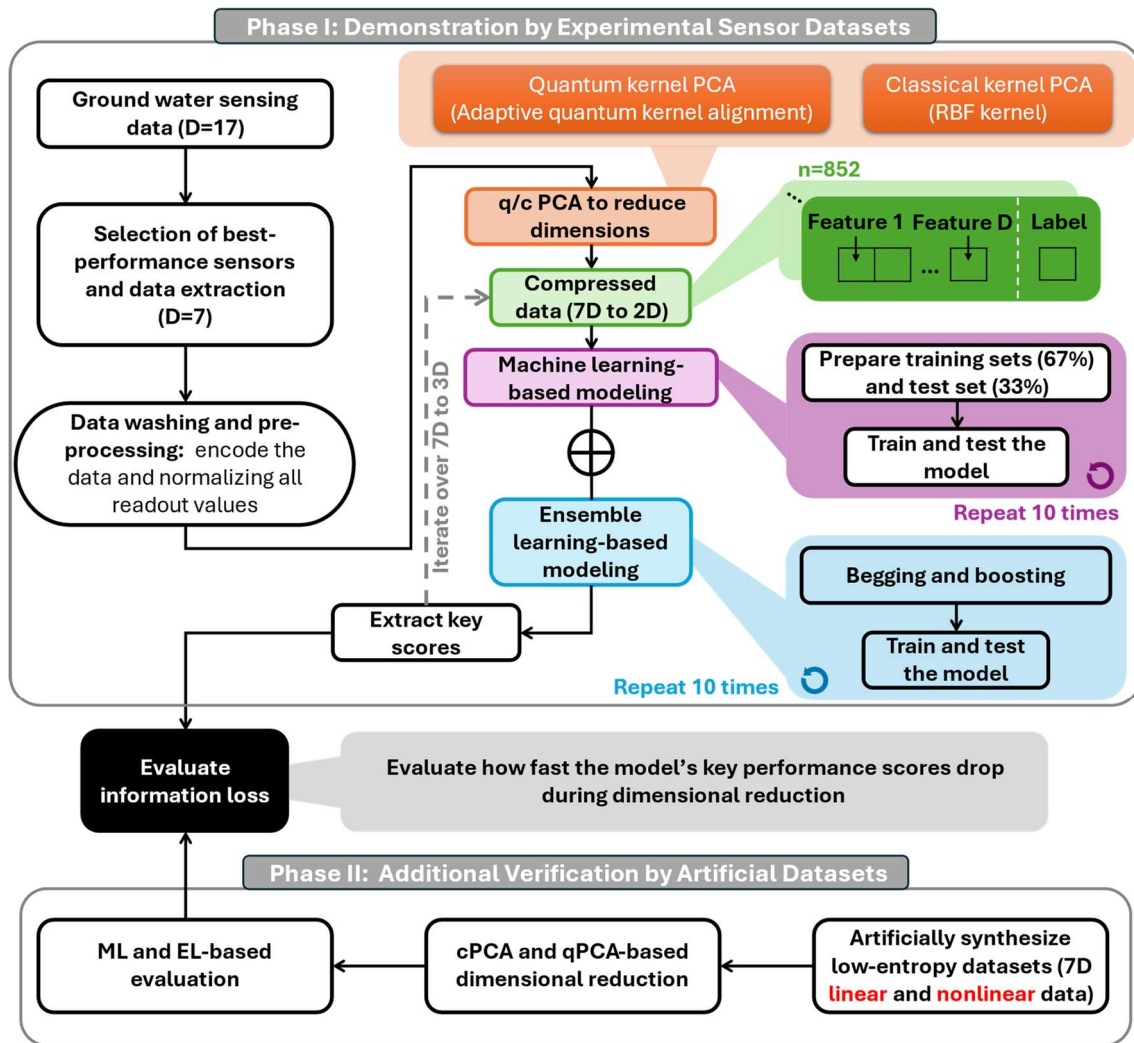 Phase I: Demonstration by Experimental Sensor Datasets
Ground water sensing
data (D=17)
Selection of best-
performance sensors
and data extraction
(D=7)
Data washing and pre-
processing: encode the
data and normalizing all
readout values
Quantum kernel PCA
(Adaptive quantum kernel alignment)
Classical kernel PCA
(RBF kernel)
q/c PCA to reduce
dimensions
n=852
...
Feature 1 Feature D Label
...
Compressed
data (7D to 2D)
Iterate over 7D to 3D
Machine learning-
based modeling
Prepare training sets (67%)
and test set (33%)
Train and test the
model
Repeat 10 times
Ensemble
learning-based
modeling
Begging and boosting
Train and test
the model
Repeat 10 times
Extract key
scores
Evaluate
information loss
Evaluate how fast the model’s key performance scores drop
during dimensional reduction
Phase II: Additional Verification by Artificial Datasets
ML and EL-based
evaluation
cPCA and qPCA-based
dimensional reduction
Artificially synthesize
low-entropy datasets (7D
linear and nonlinear data)